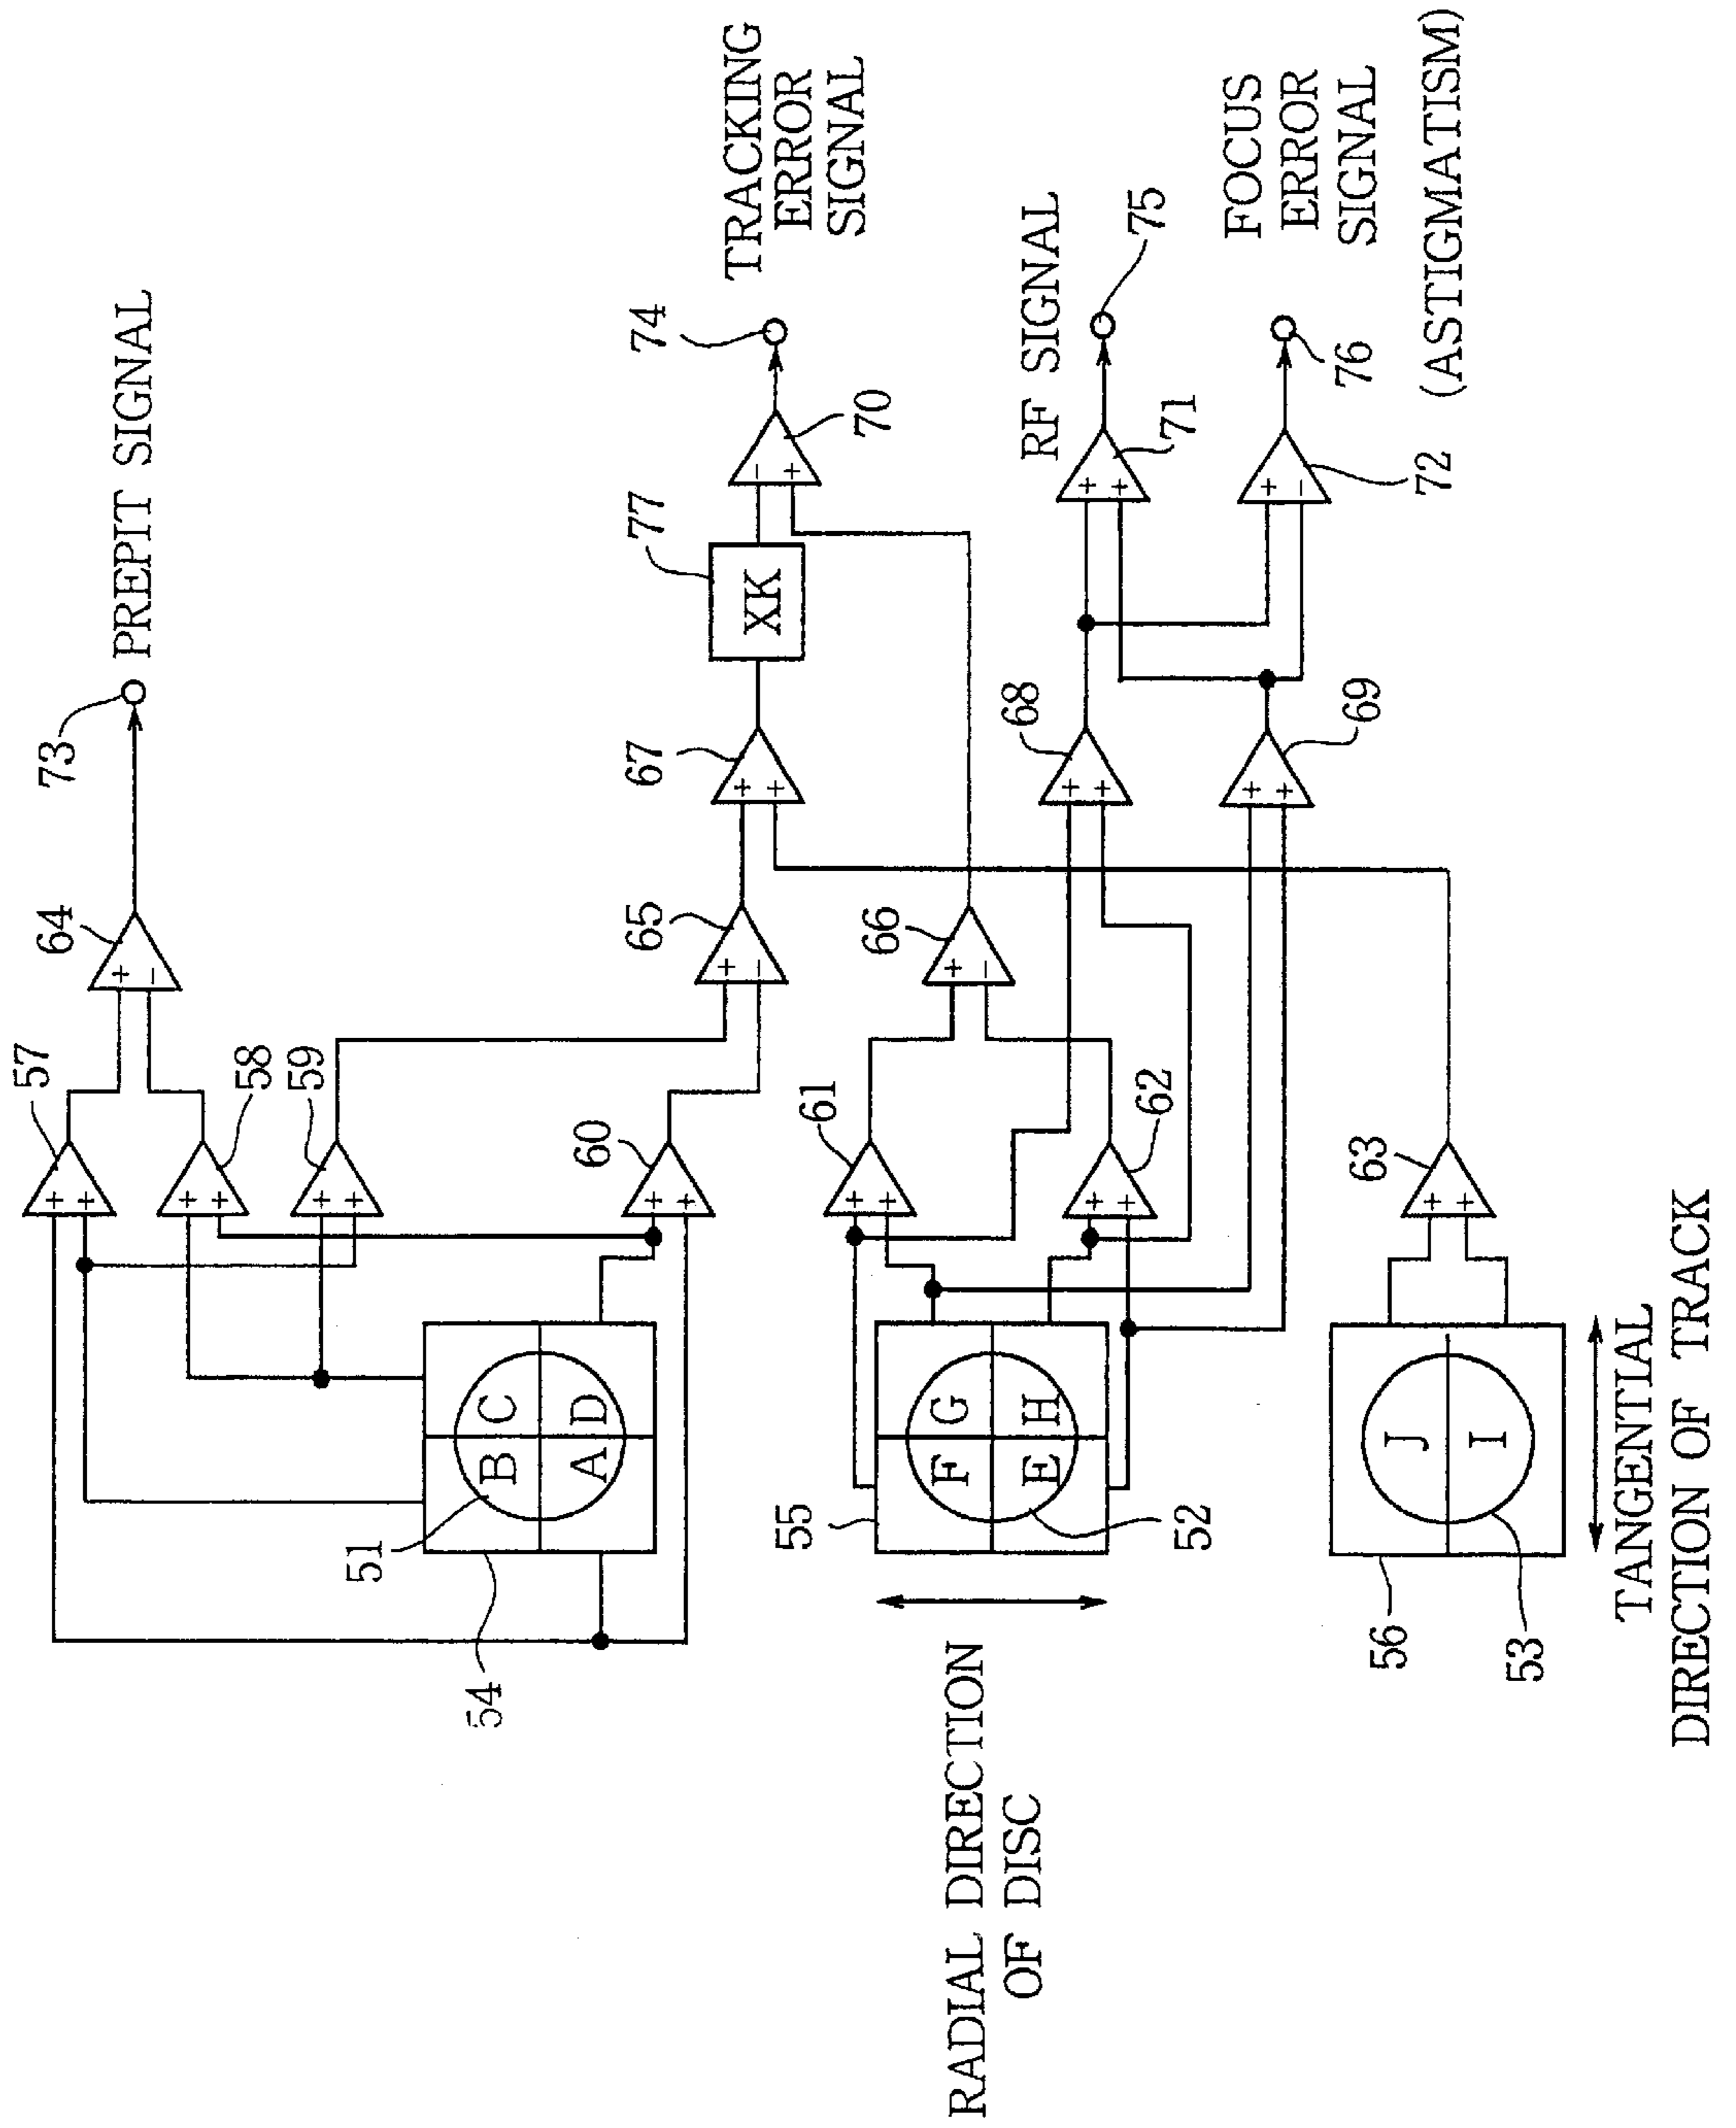 PREPIT SIGNAL
73
64
57
58
59
60
+
+
+
+
+
+
+
+
+
−
51
54
B
C
A
D
TRACKING
ERROR
SIGNAL
74
70
77
XK
67
65
66
61
62
−
+
+
+
+
−
+
−
+
+
+
+
55
52
F
G
E
H
RADIAL DIRECTION
OF DISC
RF SIGNAL
75
71
68
+
+
+
+
FOCUS
ERROR
SIGNAL
(ASTIGMATISM)
76
72
69
+
−
+
+
63
+
+
J
I
56
53
TANGENTIAL
DIRECTION OF TRACK